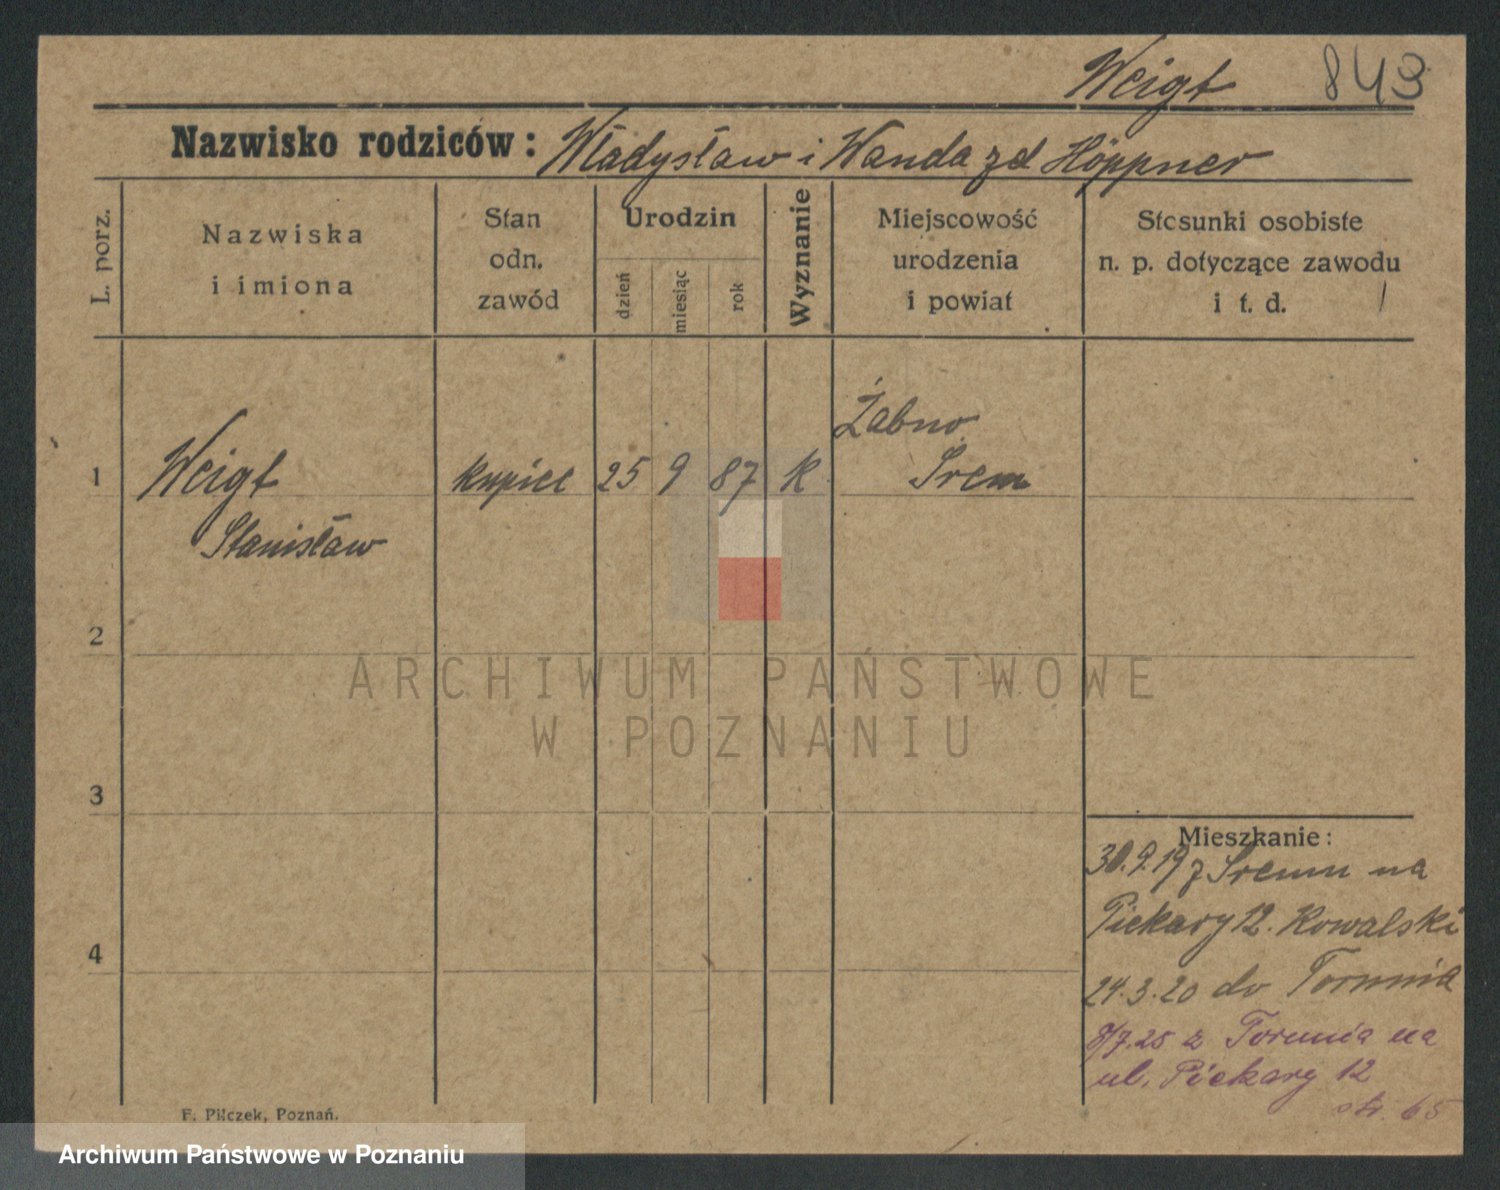 Weigt 843
Nazwisko rodziców: Władysław i Wanda zd Höppner
L. porz.
Nazwiska
i imiona
Stan
odn.
zawód
Urodzin
dzień
miesiąc
rok
Wyznanie
Miejscowość
urodzenia
i powiat
Stosunki osobiste
n. p. dotyczące zawodu
i t. d.
1 Weigt kupiec 25 9 87 K Żabno
Śrem
Stanisław
2
3
4
ARCHIWUM PAŃSTWOWE
W POZNANIU
Mieszkanie:
30.9.19 z Śremu na
Piekary 12. Kowalski
24.3.20 do Torunia
8/7.25 z Torunia na
ul. Piekary 12
str. 65
F. Pilczek, Poznań.
Archiwum Państwowe w Poznaniu